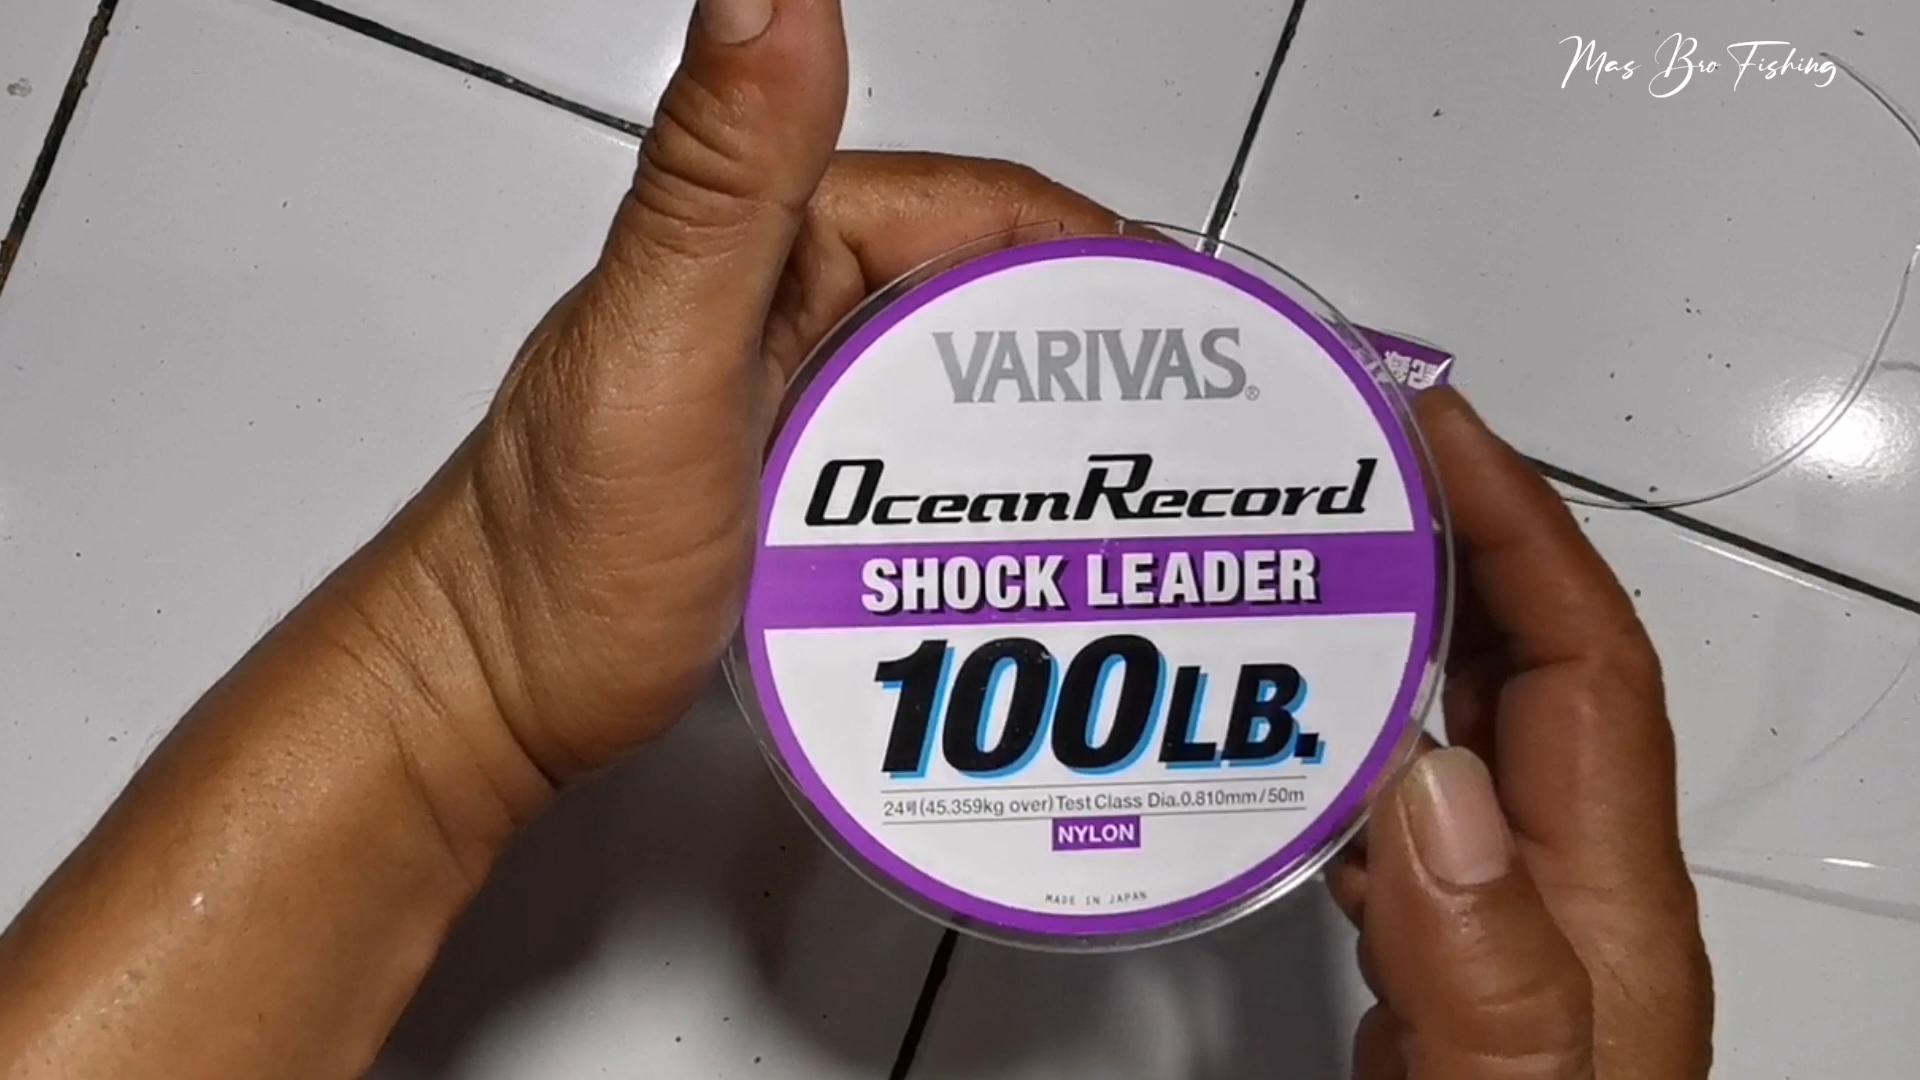 Mas Bro Fishing
VARIVAS®
OceanRecord
SHOCK LEADER
100LB.
24号(45.359kg over) Test Class Dia.0.810mm/50m
NYLON
MADE IN JAPAN